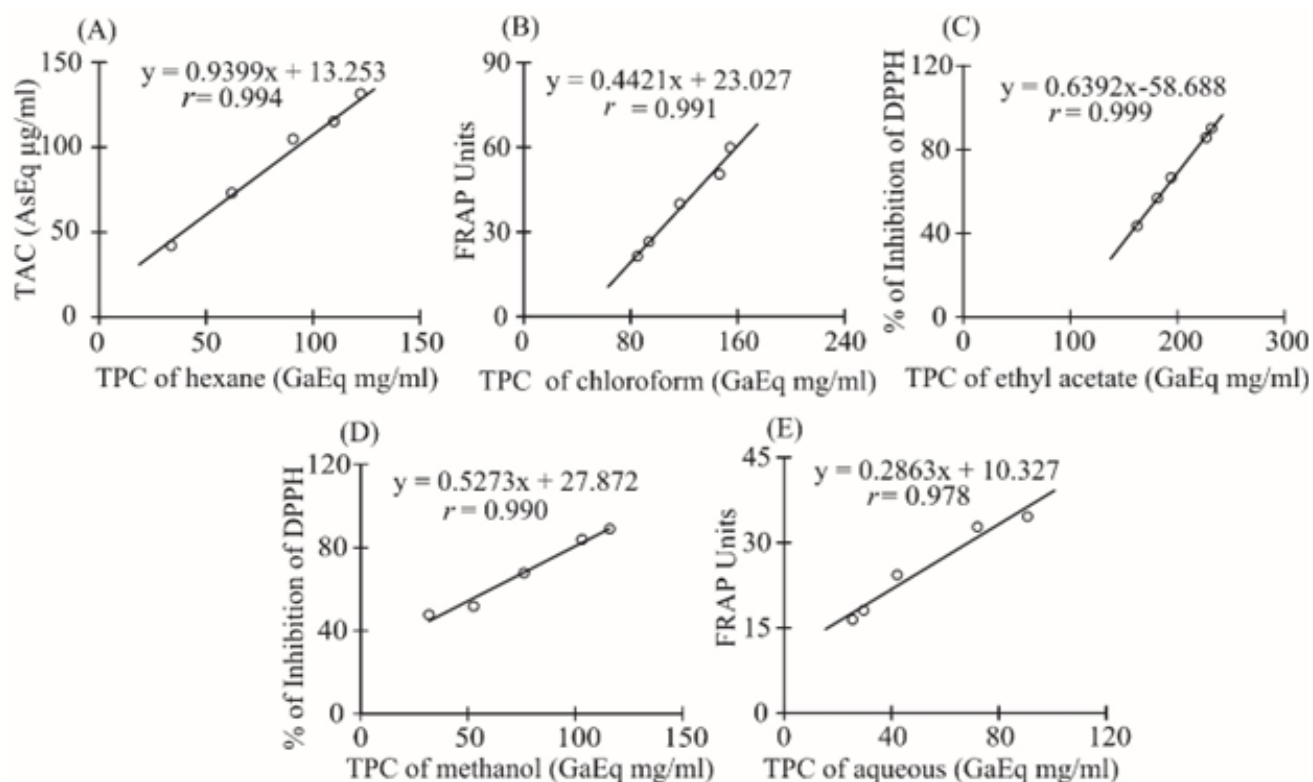 (A)
y = 0.9399x + 13.253
r = 0.994
TAC (AsEq µg/ml)
150
100
50
0
0 50 100 150
TPC of hexane (GaEq mg/ml)
(B)
y = 0.4421x + 23.027
r = 0.991
FRAP Units
90
60
30
0
0 80 160 240
TPC of chloroform (GaEq mg/ml)
(C)
y = 0.6392x-58.688
r = 0.999
% of Inhibition of DPPH
120
80
40
0
0 100 200 300
TPC of ethyl acetate (GaEq mg/ml)
(D)
y = 0.5273x + 27.872
r = 0.990
% of Inhibition of DPPH
120
80
40
0
0 50 100 150
TPC of methanol (GaEq mg/ml)
(E)
y = 0.2863x + 10.327
r = 0.978
FRAP Units
45
30
15
0
0 40 80 120
TPC of aqueous (GaEq mg/ml)